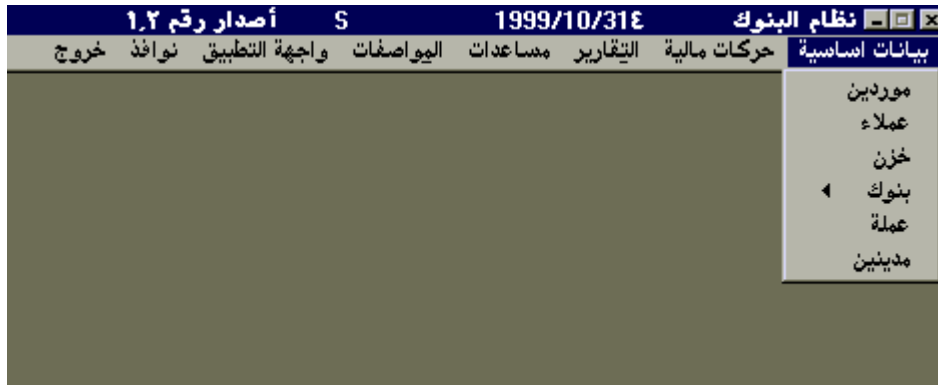 نظام البنوك 1999/10/31٤ S أصدار رقم ١,٢
بيانات اساسية حركات مالية التقارير مساعدات المواصفات واجهة التطبيق نوافذ خروج
موردين
عملاء
خزن
بنوك
عملة
مدينين